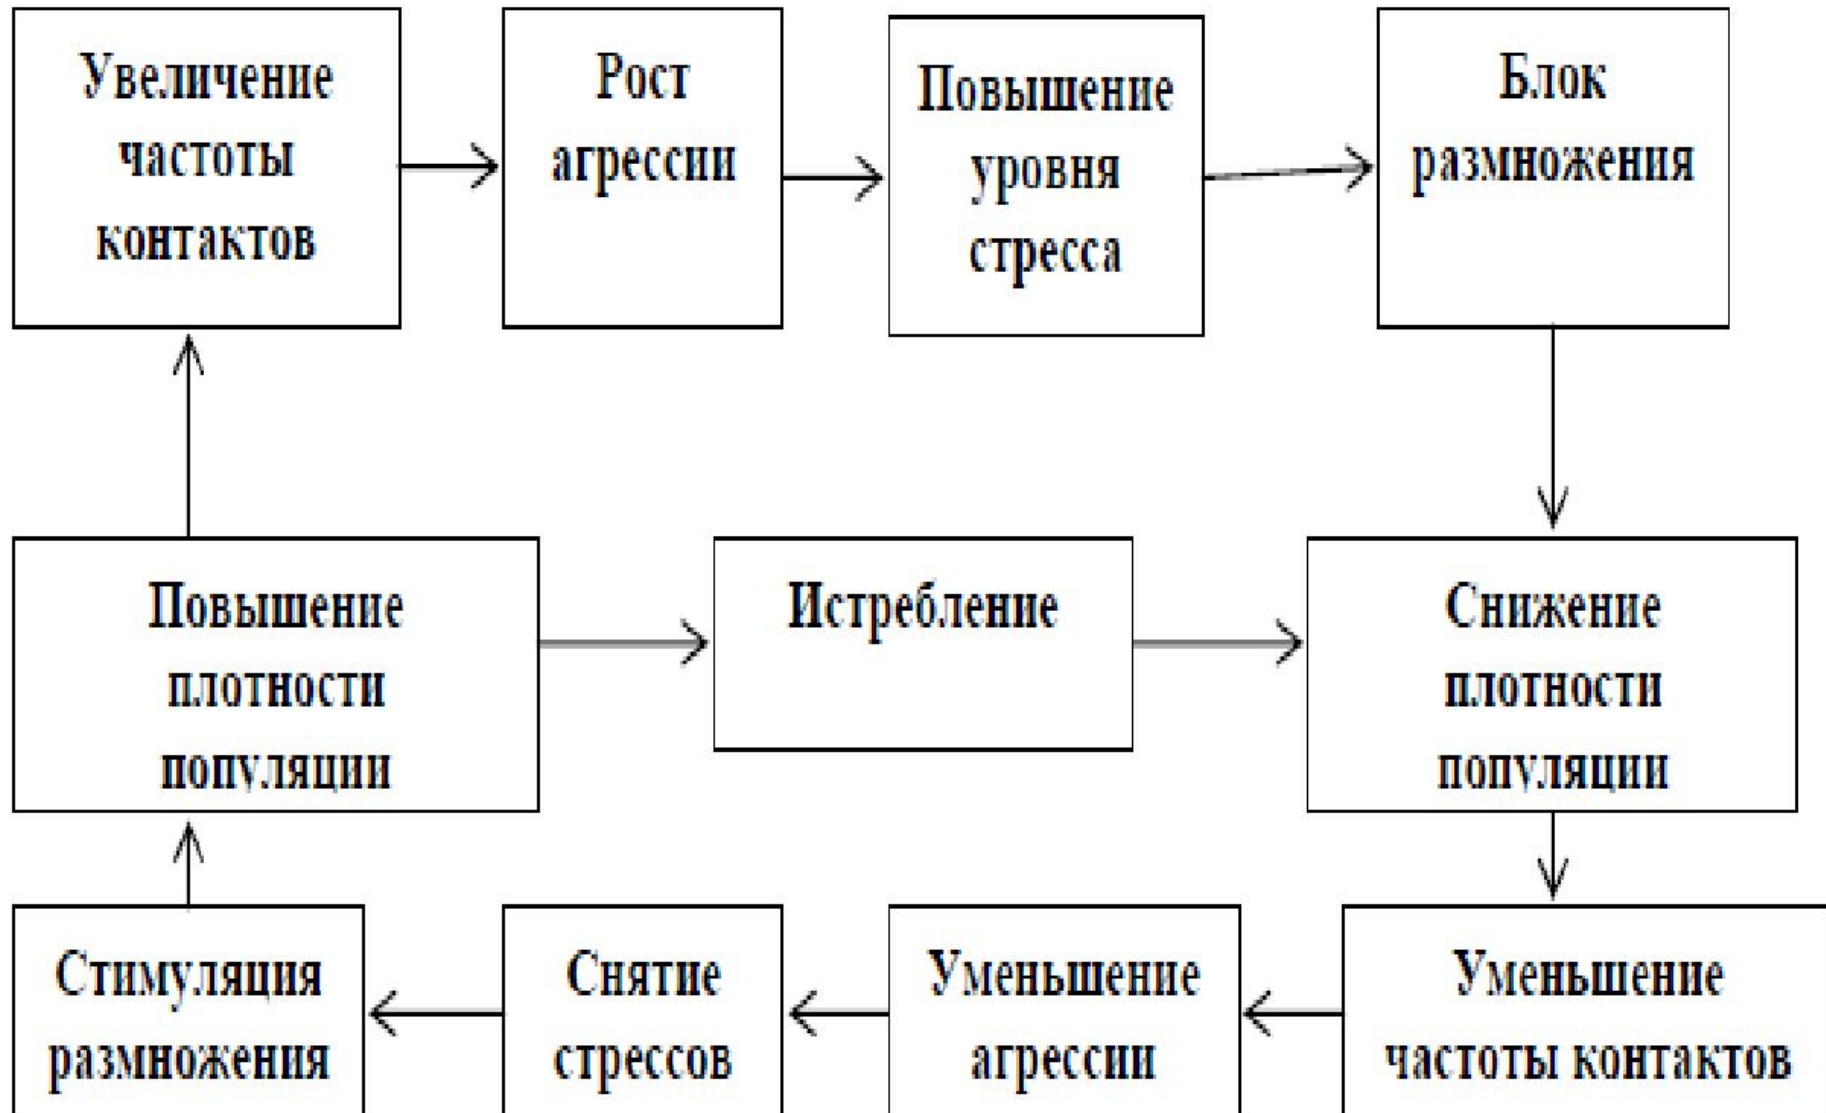 Увеличение
частоты
контактов
Рост
агрессии
Повышение
уровня
стресса
Блок
размножения
Повышение
плотности
популяции
Истребление
Снижение
плотности
популяции
Стимуляция
размножения
Снятие
стрессов
Уменьшение
агрессии
Уменьшение
частоты контактов